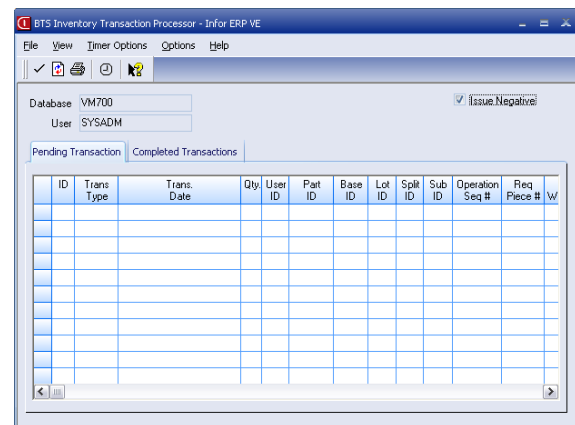 BTS Inventory Transaction Processor - Infor ERP VE
File View Timer Options Options Help
Database VM700
Issue Negative
User SYSADM
Pending Transaction Completed Transactions
ID Trans Type Trans. Date Qty. User ID Part ID Base ID Lot ID Split ID Sub ID Operation Seq # Req Piece # W